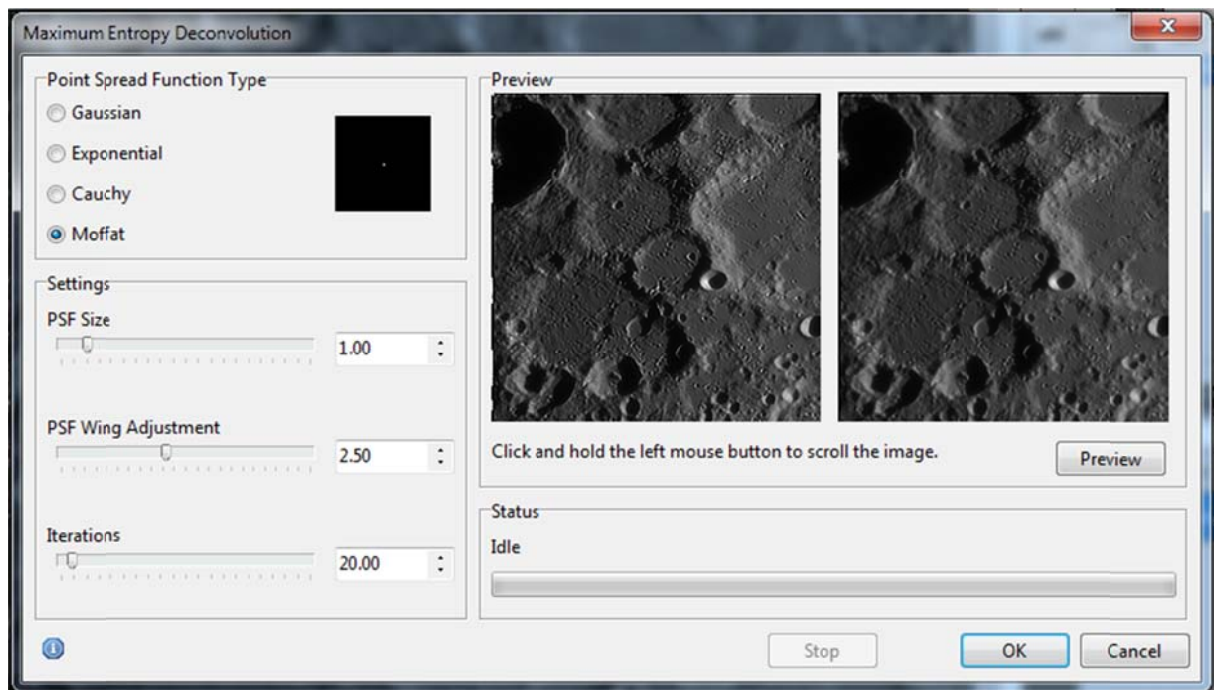 Maximum Entropy Deconvolution
Point Spread Function Type
Gaussian
Exponential
Cauchy
Moffat
Settings
PSF Size
1.00
PSF Wing Adjustment
2.50
Iterations
20.00
Preview
Click and hold the left mouse button to scroll the image.
Preview
Status
Idle
Stop
OK
Cancel